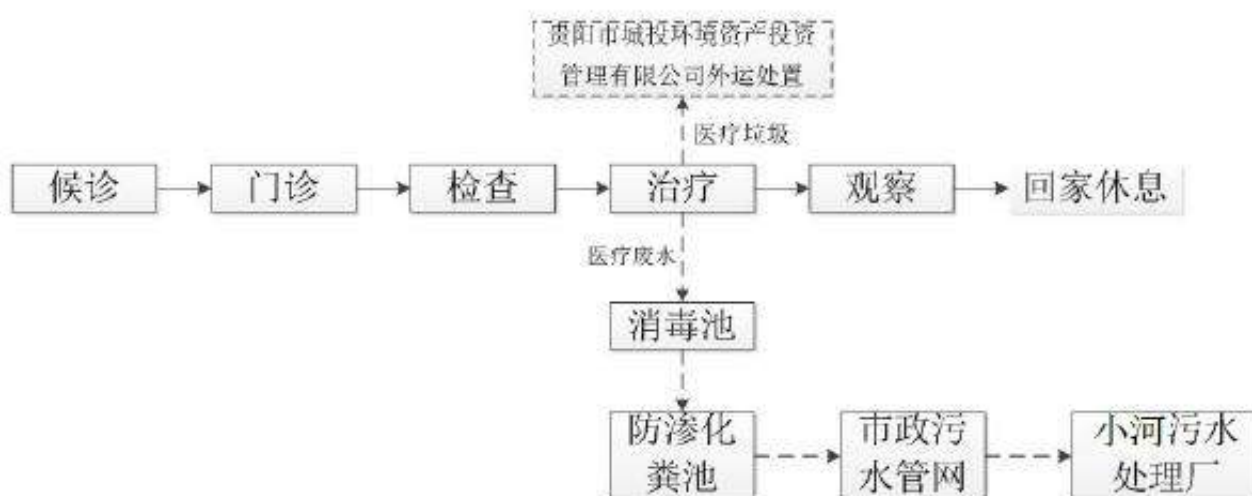 贵阳市城投环境资产投资
管理有限公司外运处置
医疗垃圾
候诊
门诊
检查
治疗
观察
回家休息
医疗废水
消毒池
防渗化
粪池
市政污
水管网
小河污水
处理厂